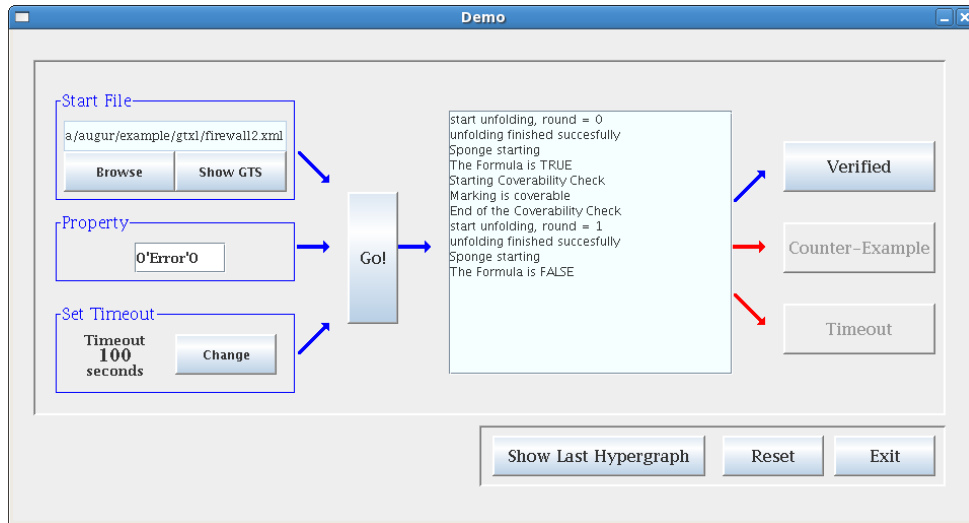 Demo
Start File
a/augur/example/gtxl/firewall2.xml
Browse
Show GTS
Property
0'Error'0
Set Timeout
Timeout
100
seconds
Change
Go!
start unfolding, round = 0
unfolding finished succesfully
Sponge starting
The Formula is TRUE
Starting Coverability Check
Marking is coverable
End of the Coverability Check
start unfolding, round = 1
unfolding finished succesfully
Sponge starting
The Formula is FALSE
Verified
Counter-Example
Timeout
Show Last Hypergraph
Reset
Exit